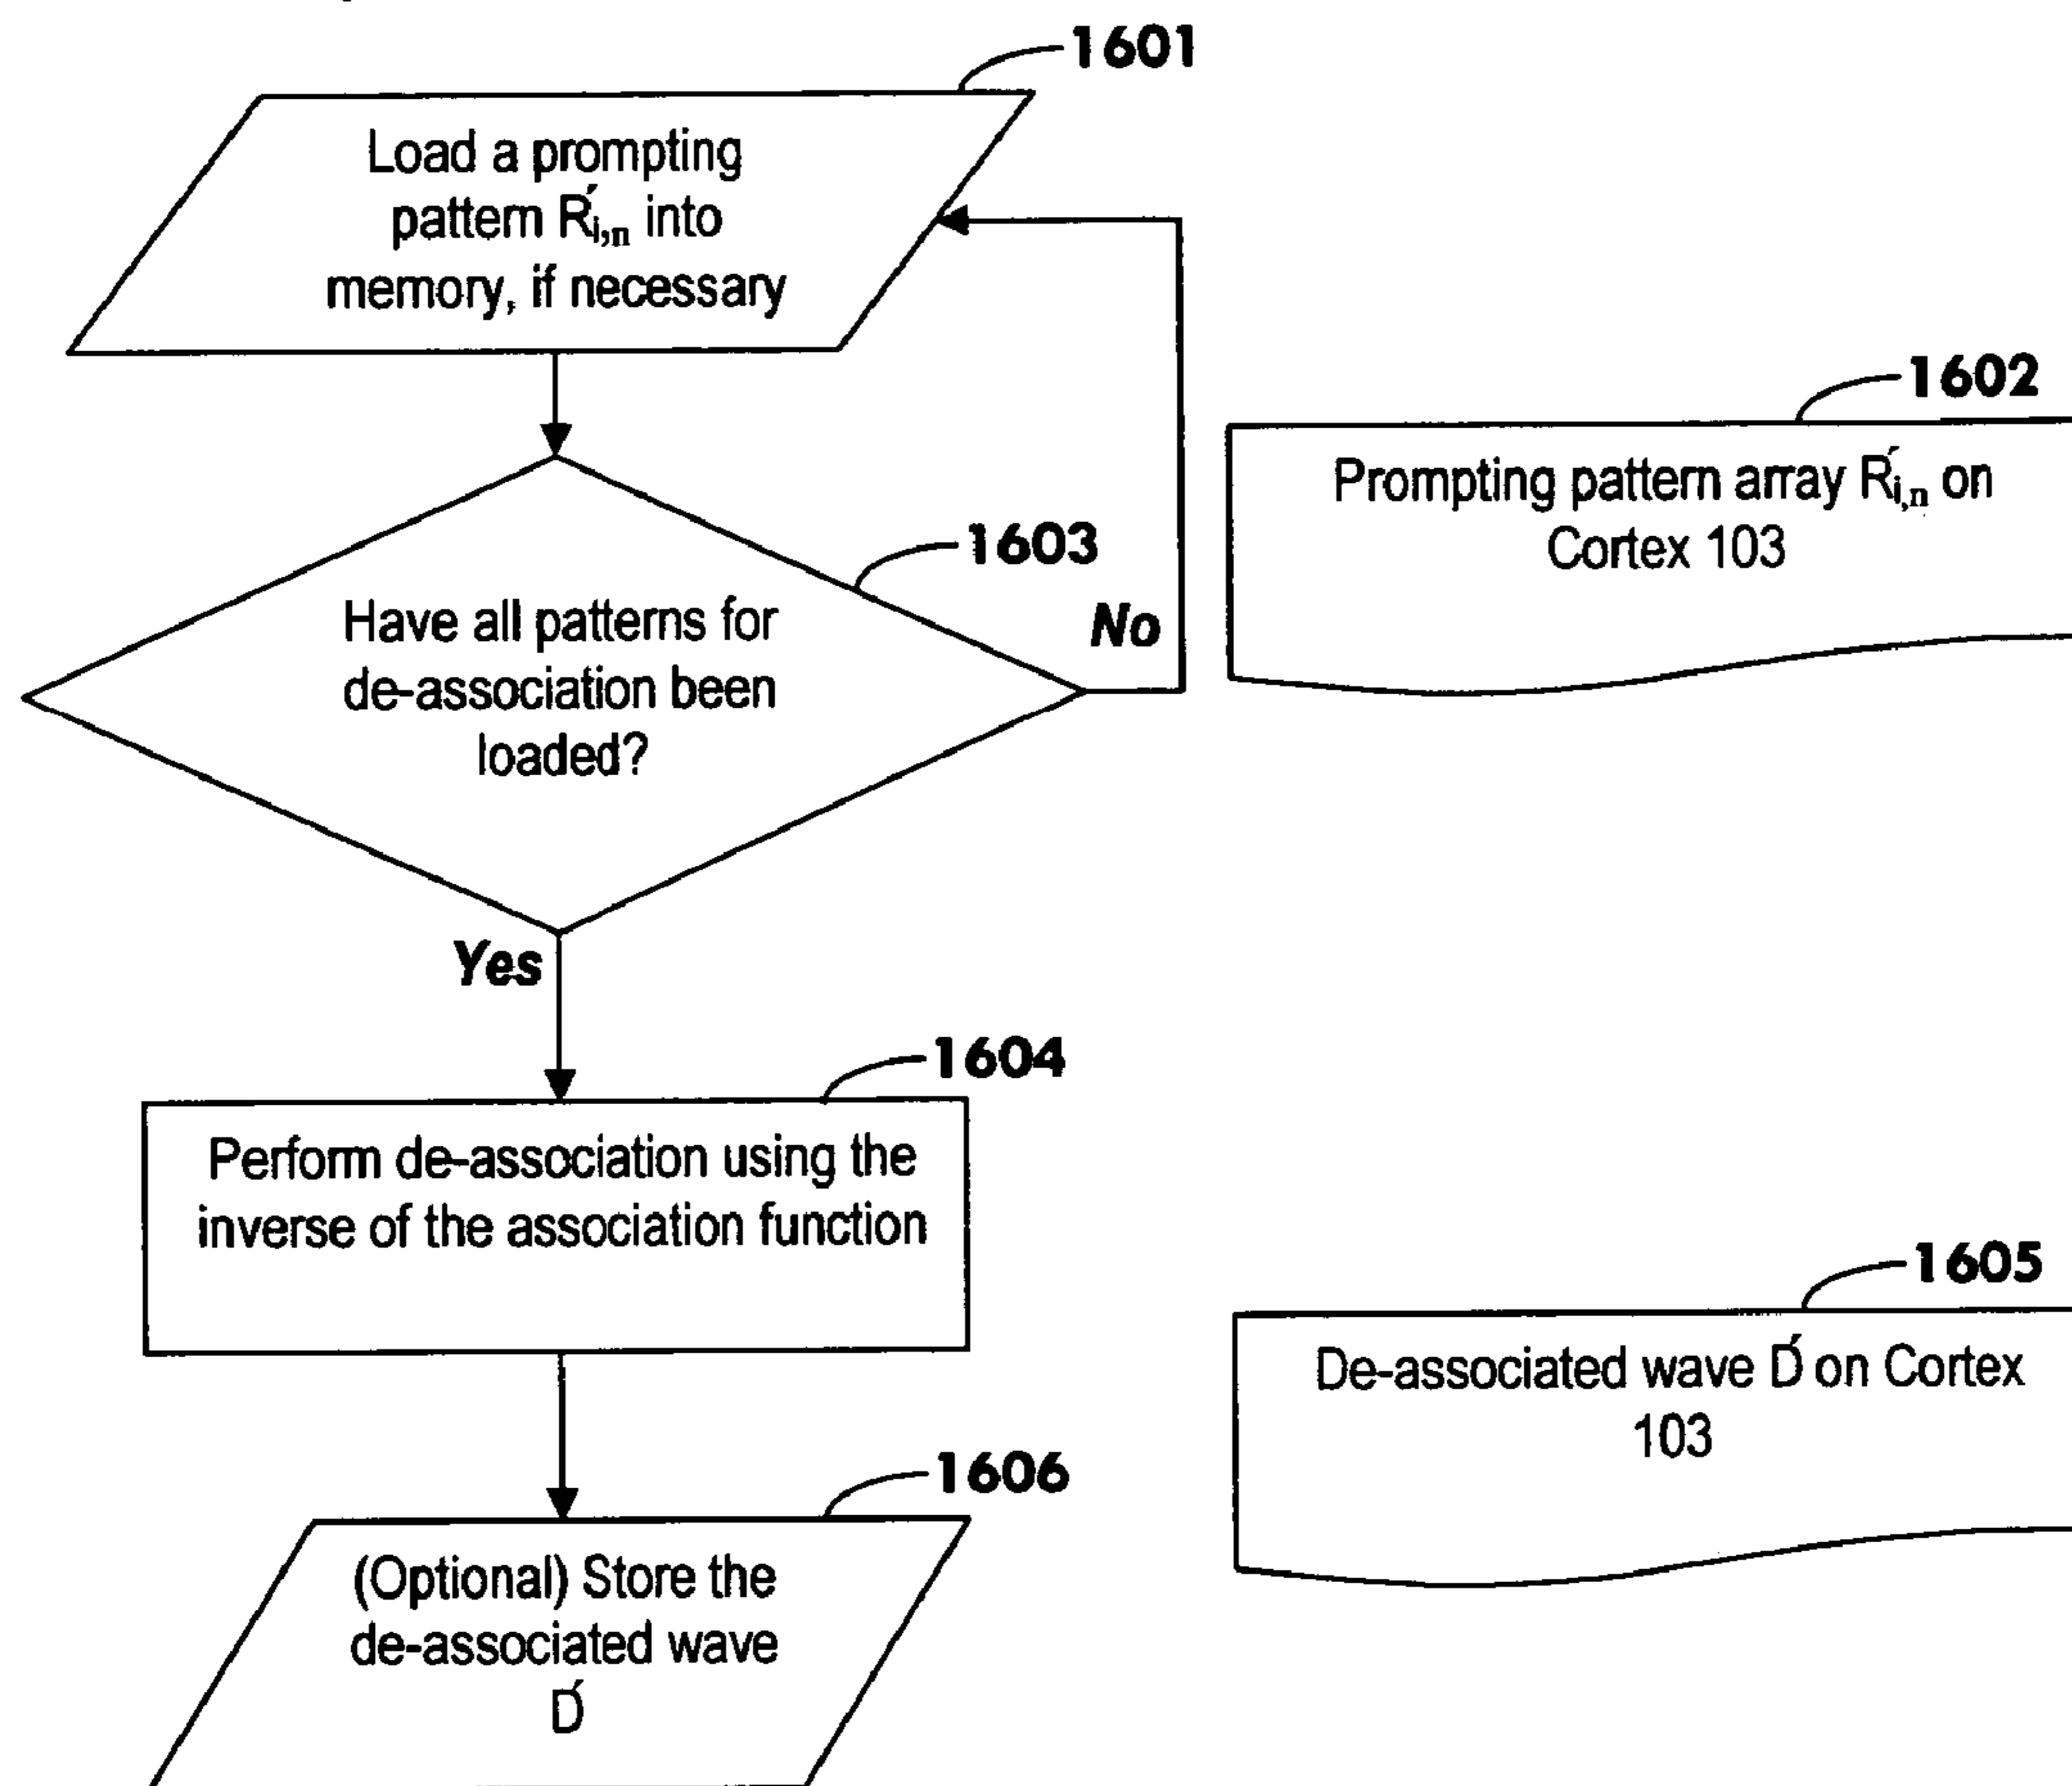 1601
Load a prompting
pattern Ŕi,n into
memory, if necessary
1602
Prompting pattern array Ŕi,n on
Cortex 103
1603
Have all patterns for
de-association been
loaded?
No
Yes
1604
Perform de-association using the
inverse of the association function
1605
De-associated wave D́ on Cortex
103
1606
(Optional) Store the
de-associated wave
D́